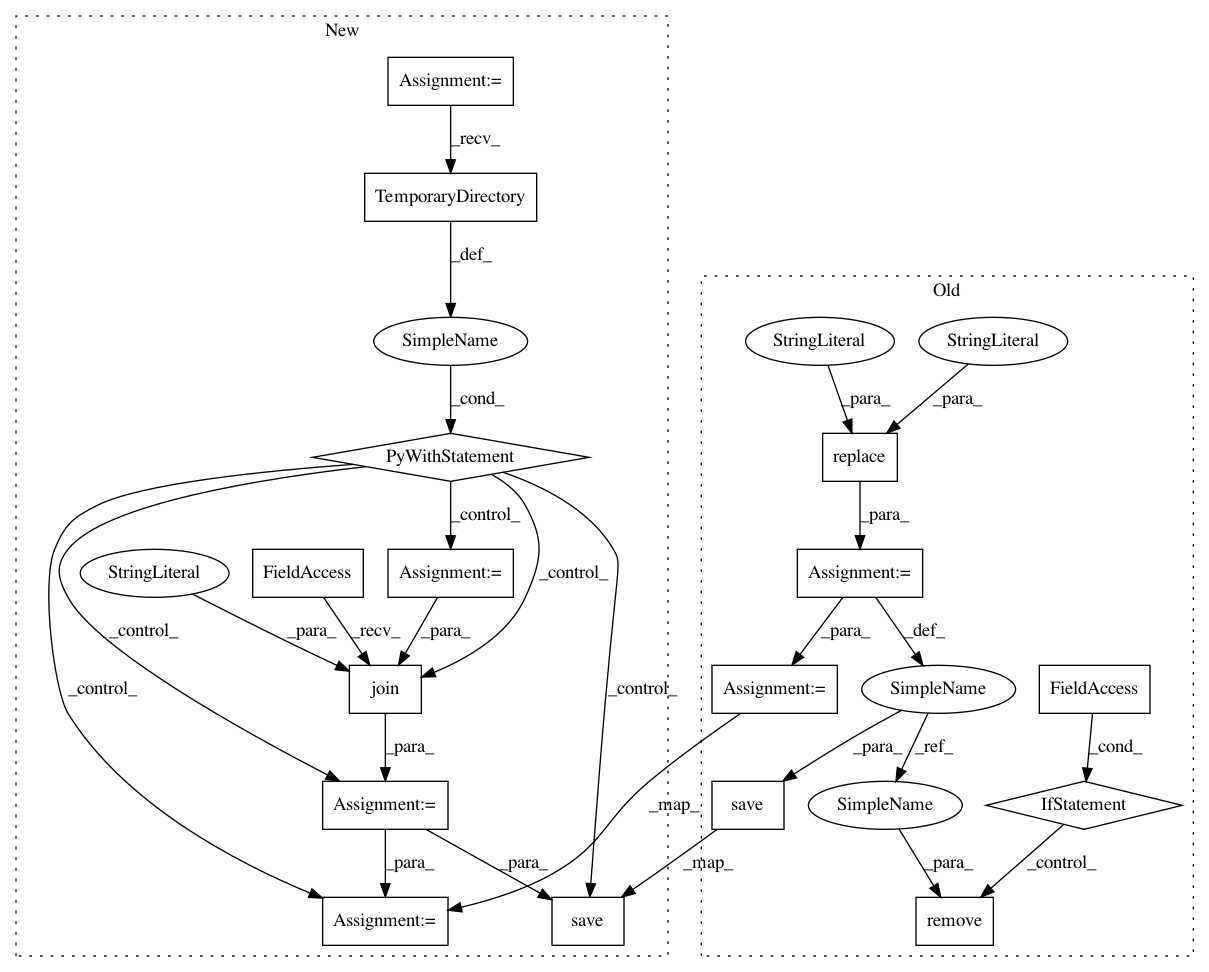 New
Assignment:=
_recv_
TemporaryDirectory
_def_
Old
SimpleName
StringLiteral
StringLiteral
_cond_
_para_
_para_
PyWithStatement
replace
_control_
_para_
StringLiteral
FieldAccess
Assignment:=
_control_
Assignment:=
_control_
_para_
_recv_
_para_
_para_
_def_
_control_
join
_control_
Assignment:=
SimpleName
FieldAccess
_para_
_para_
_ref_
_cond_
Assignment:=
_map_
save
SimpleName
IfStatement
_para_
_para_
_map_
_para_
_control_
Assignment:=
save
remove